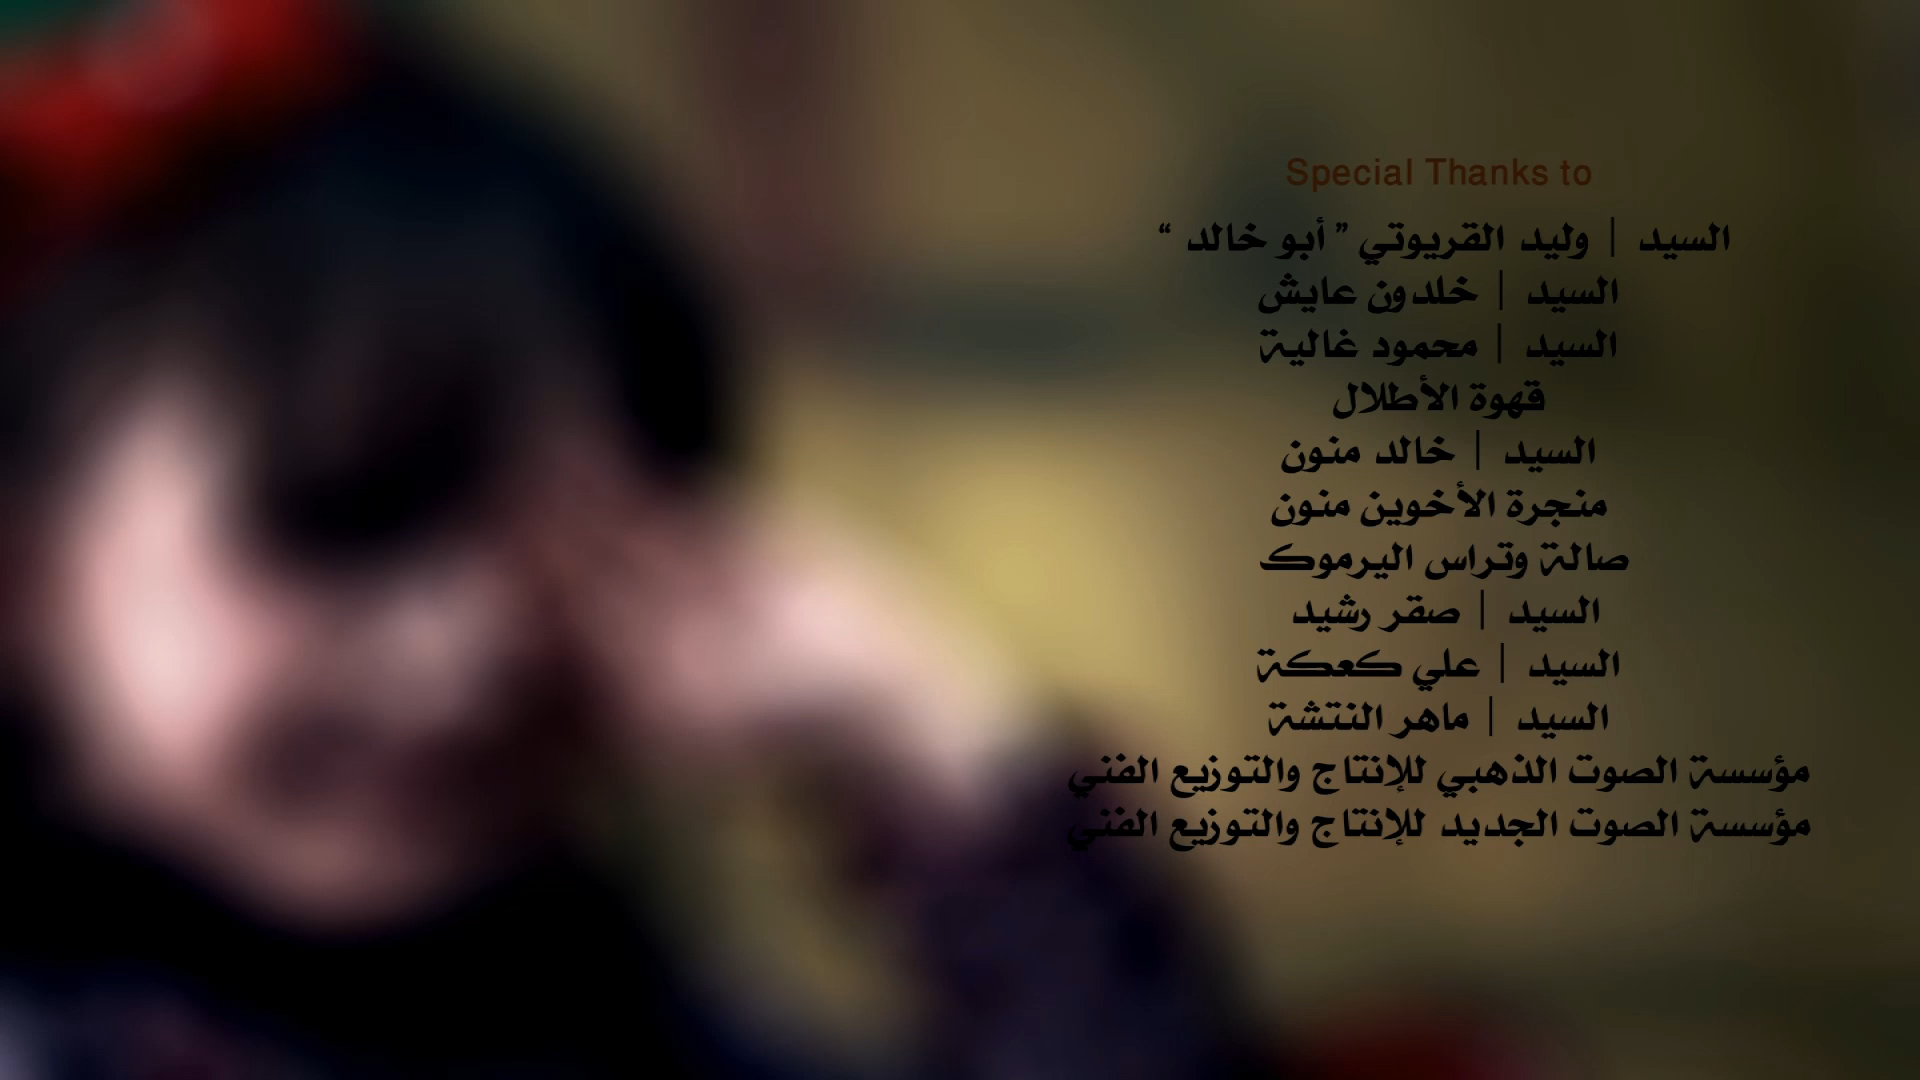 Special Thanks to
السيد | وليد القريوتي " أبو خالد "
السيد | خلدون عايش
السيد | محمود غالية
قهوة الأطلال
السيد | خالد منون
منجرة الأخوين منون
صالة وتراس اليرموك
السيد | صقر رشيد
السيد | علي كعكة
السيد | ماهر النتشة
مؤسسة الصوت الذهبي للإنتاج والتوزيع الفني
مؤسسة الصوت الجديد للإنتاج والتوزيع الفني